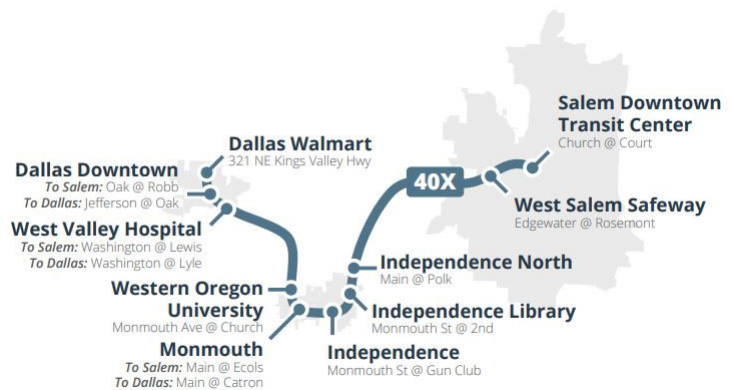 Salem Downtown
Transit Center
Church @ Court
Dallas Walmart
321 NE Kings Valley Hwy
Dallas Downtown
To Salem: Oak @ Robb
To Dallas: Jefferson @ Oak
40X
West Salem Safeway
Edgewater @ Rosemont
West Valley Hospital
To Salem: Washington @ Lewis
To Dallas: Washington @ Lyle
Independence North
Main @ Polk
Western Oregon
University
Monmouth Ave @ Church
Independence Library
Monmouth St @ 2nd
Monmouth
To Salem: Main @ Ecols
To Dallas: Main @ Catron
Independence
Monmouth St @ Gun Club